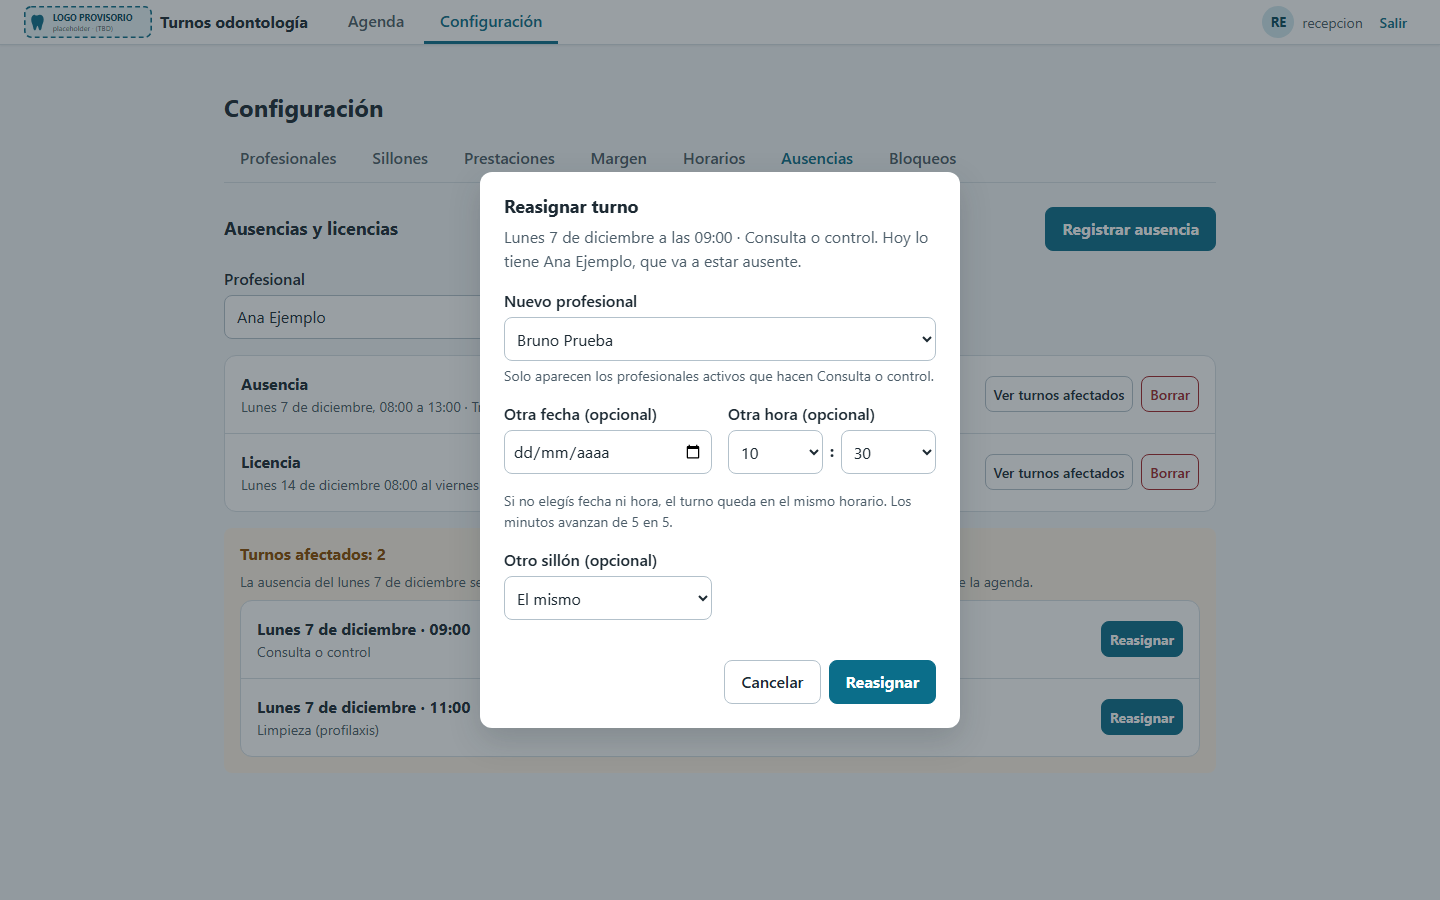 LOGO PROVISORIO
placeholder · (TBD)
Turnos odontología
Agenda
Configuración
RE
recepcion
Salir
Configuración
Profesionales
Sillones
Prestaciones
Margen
Horarios
Ausencias
Bloqueos
Ausencias y licencias
Registrar ausencia
Profesional
Ana Ejemplo
Ausencia
Lunes 7 de diciembre, 08:00 a 13:00 ·
Ver turnos afectados
Borrar
Licencia
Lunes 14 de diciembre 08:00 al viernes
Ver turnos afectados
Borrar
Turnos afectados: 2
La ausencia del lunes 7 de diciembre
la agenda.
Lunes 7 de diciembre · 09:00
Consulta o control
Reasignar
Lunes 7 de diciembre · 11:00
Limpieza (profilaxis)
Reasignar
Reasignar turno
Lunes 7 de diciembre a las 09:00 · Consulta o control. Hoy lo
tiene Ana Ejemplo, que va a estar ausente.
Nuevo profesional
Bruno Prueba
Solo aparecen los profesionales activos que hacen Consulta o control.
Otra fecha (opcional)
Otra hora (opcional)
dd/mm/aaaa
10 : 30
Si no elegís fecha ni hora, el turno queda en el mismo horario. Los
minutos avanzan de 5 en 5.
Otro sillón (opcional)
El mismo
Cancelar
Reasignar